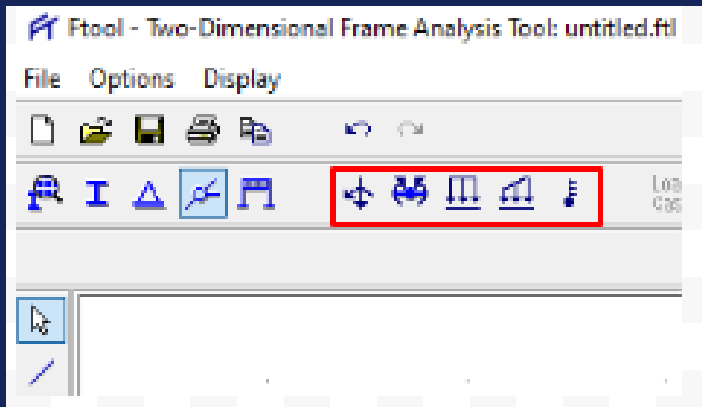 Ftool - Two-Dimensional Frame Analysis Tool: untitled.ftl
File Options Display